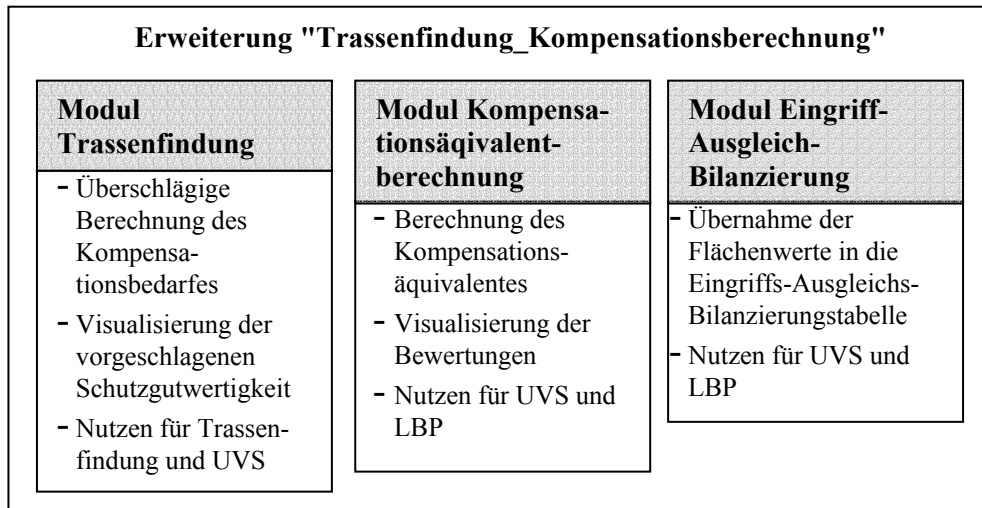 Erweiterung "Trassenfindung_Kompensationsberechnung"
Modul
Trassenfindung
- Überschlägige
Berechnung des
Kompensa-
tionsbedarfes
- Visualisierung der
vorgeschlagenen
Schutzgutwertigkeit
- Nutzen für Trassen-
findung und UVS
Modul Kompensa-
tionsäqivalent-
berechnung
- Berechnung des
Kompensations-
äquivalentes
- Visualisierung der
Bewertungen
- Nutzen für UVS und
LBP
Modul Eingriff-
Ausgleich-
Bilanzierung
- Übernahme der
Flächenwerte in die
Eingriffs-Ausgleichs-
Bilanzierungstabelle
- Nutzen für UVS und
LBP